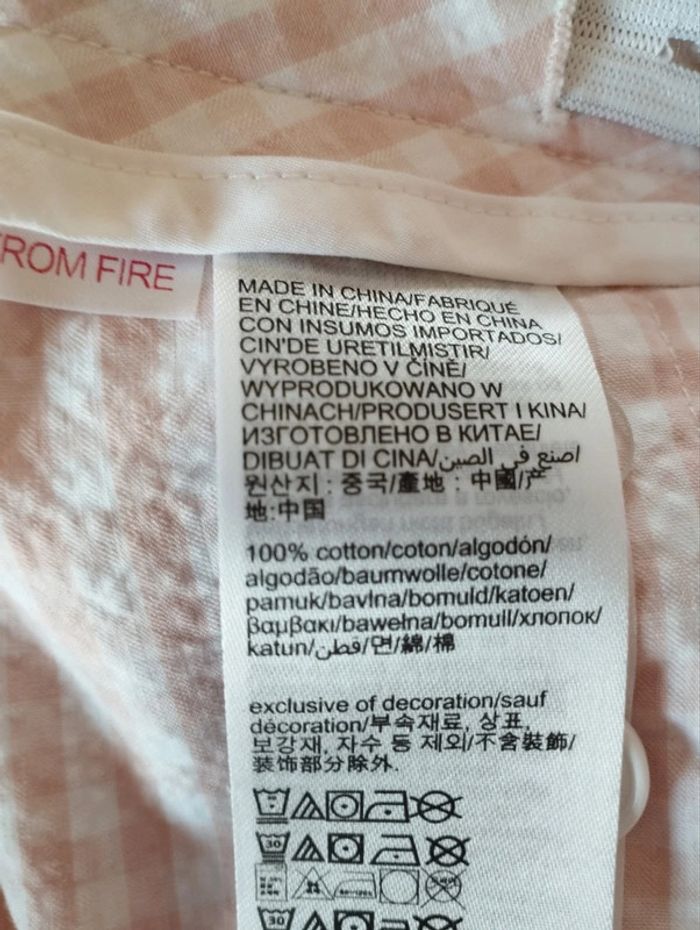 FROM FIRE
MADE IN CHINA/FABRIQUÉ
EN CHINE/HECHO EN CHINA
CON INSUMOS IMPORTADOS/
CIN'DE URETILMISTIR/
VYROBENO V ČÍNĚ/
WYPRODUKOWANO W
CHINACH/PRODUSERT I KINA/
ИЗГОТОВЛЕНО В КИТАЕ/
DIBUAT DI CINA/اصنع في الصين
원산지 : 중국/產地 : 中國/产
地:中国
100% cotton/coton/algodón/
algodão/baumwolle/cotone/
pamuk/bavlna/bomuld/katoen/
βαμβακι/bawełna/bomull/хлопок/
katun/قطن/면/綿/棉
exclusive of decoration/sauf
décoration/부속재료, 상표,
보강재, 자수 등 제외/不含裝飾/
装饰部分除外.
30
30